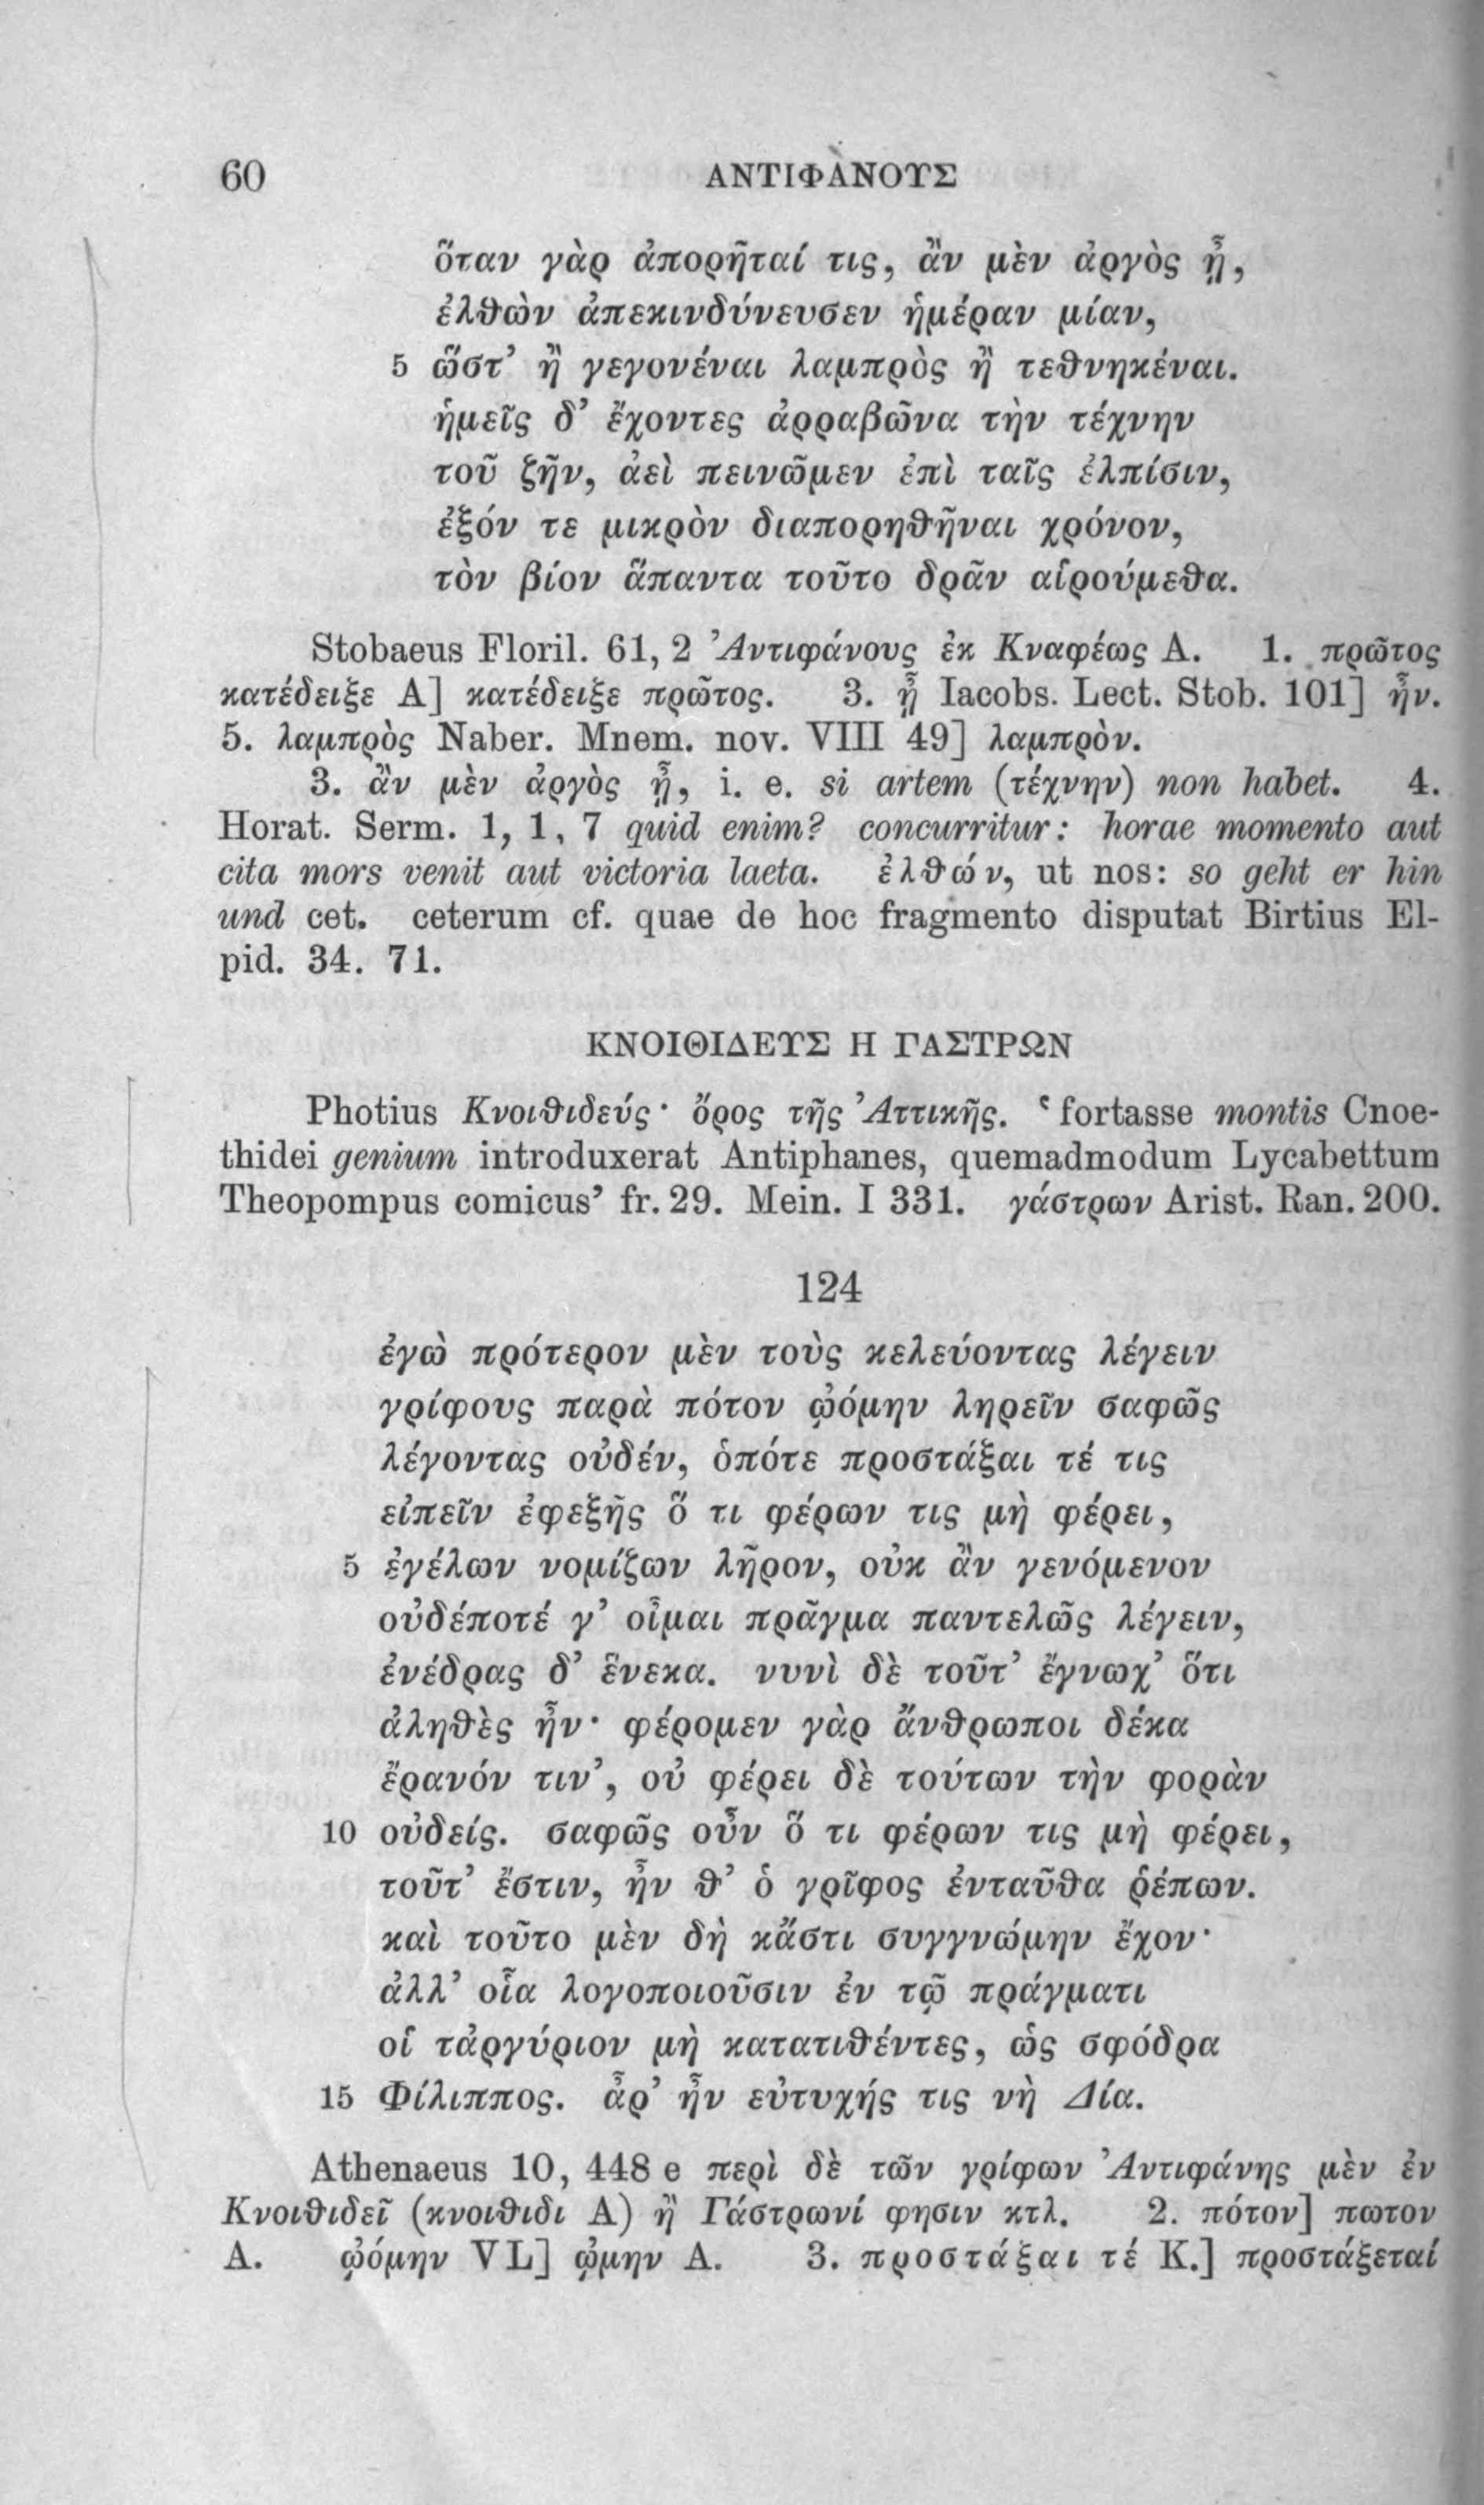 60 ΑΝΤΙΦΑΝΟΥΣ
ὅταν γὰρ ἀπορῆταί τις, ἂν μὲν ἀργὸς ᾖ,
ἐλθὼν ἀπεκινδύνευσεν ἡμέραν μίαν,
5 ὥστ’ ἢ γεγονέναι λαμπρὸς ἢ τεθνηκέναι.
ἡμεῖς δ’ ἔχοντες ἀρραβῶνα τὴν τέχνην
τοῦ ζῆν, ἀεὶ πεινῶμεν ἐπὶ ταῖς ἐλπίσιν,
ἐξόν τε μικρὸν διαπορηθῆναι χρόνον,
τὸν βίον ἅπαντα τοῦτο δρᾶν αἱρούμεθα.
Stobaeus Floril. 61, 2 Ἀντιφάνους ἐκ Κναφέως A. 1. πρῶτος
κατέδειξε A] κατέδειξε πρῶτος. 3. ᾖ Iacobs. Lect. Stob. 101] ἦν.
5. λαμπρὸς Naber. Mnem. nov. VIII 49] λαμπρὸν.
3. ἂν μὲν ἀργὸς ᾖ, i. e. si artem (τέχνην) non habet. 4.
Horat. Serm. 1, 1, 7 quid enim? concurritur: horae momento aut
cita mors venit aut victoria laeta. ἐλθών, ut nos: so geht er hin
und cet. ceterum cf. quae de hoc fragmento disputat Birtius El-
pid. 34. 71.
ΚΝΟΙΘΙΔΕΥΣ Η ΓΑΣΤΡΩΝ
Photius Κνοιθιδεύς· ὄρος τῆς Ἀττικῆς. ‘fortasse montis Cnoe-
thidei genium introduxerat Antiphanes, quemadmodum Lycabettum
Theopompus comicus’ fr. 29. Mein. I 331. γάστρων Arist. Ran. 200.
124
ἐγὼ πρότερον μὲν τοὺς κελεύοντας λέγειν
γρίφους παρὰ πότον ᾠόμην ληρεῖν σαφῶς
λέγοντας οὐδέν, ὁπότε προστάξαι τέ τις
εἰπεῖν ἐφεξῆς ὅ τι φέρων τις μὴ φέρει,
5 ἐγέλων νομίζων λῆρον, οὐκ ἂν γενόμενον
οὐδέποτέ γ’ οἶμαι πρᾶγμα παντελῶς λέγειν,
ἐνέδρας δ’ ἕνεκα. νυνὶ δὲ τοῦτ’ ἔγνωχ’ ὅτι
ἀληθὲς ἦν· φέρομεν γὰρ ἄνθρωποι δέκα
ἔρανόν τιν’, οὐ φέρει δὲ τούτων τὴν φορὰν
10 οὐδείς. σαφῶς οὖν ὅ τι φέρων τις μὴ φέρει,
τοῦτ’ ἔστιν, ἦν θ’ ὁ γρῖφος ἐνταῦθα ῥέπων.
καὶ τοῦτο μὲν δὴ κἄστι συγγνώμην ἔχον·
ἀλλ’ οἷα λογοποιοῦσιν ἐν τῷ πράγματι
οἱ τἀργύριον μὴ κατατιθέντες, ὡς σφόδρα
15 Φίλιππος. ἆρ’ ἦν εὐτυχής τις νὴ Δία.
Athenaeus 10, 448 e περὶ δὲ τῶν γρίφων Ἀντιφάνης μὲν ἐν
Κνοιθιδεῖ (κνοιθιδι A) ἢ Γάστρωνί φησιν κτλ. 2. πότον] πωτον
A. ᾠόμην VL] ᾤμην A. 3. προστάξαι τέ K.] προστάξεταί